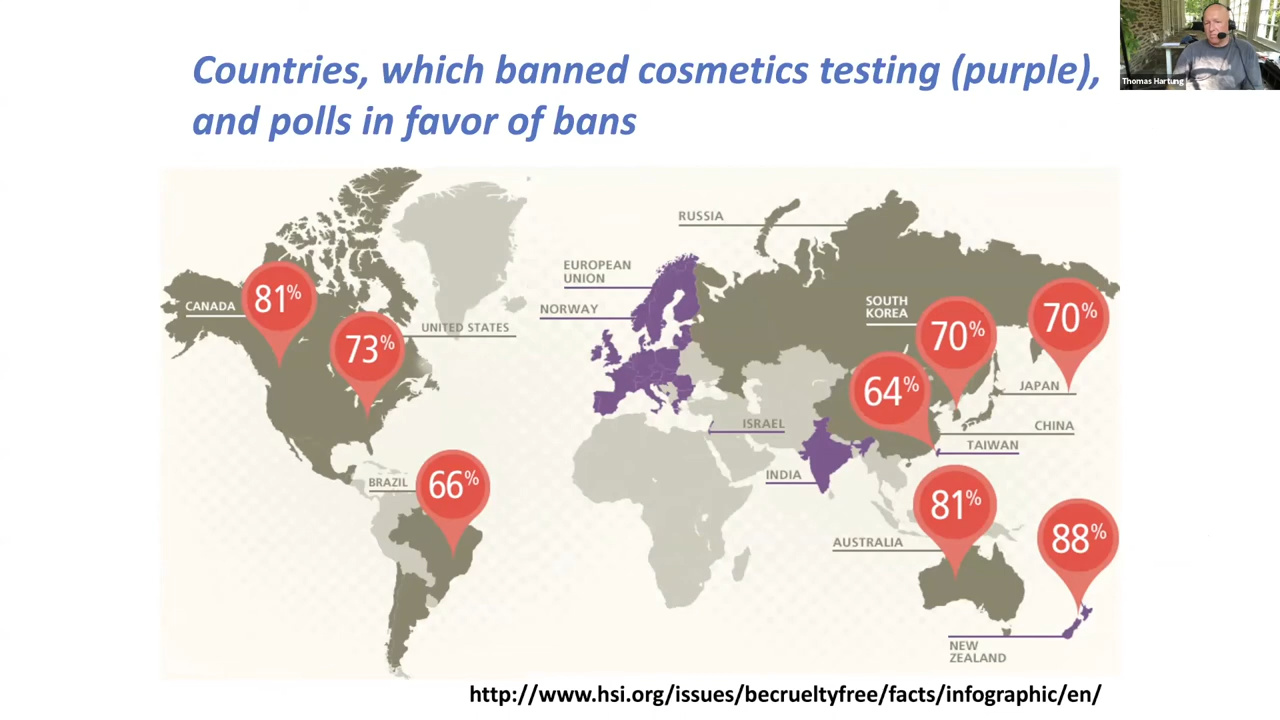 Countries, which banned cosmetics testing (purple),
and polls in favor of bans
Thomas Hartung
RUSSIA
EUROPEAN
UNION
NORWAY
CANADA
81%
UNITED STATES
73%
SOUTH
KOREA
70%
70%
64%
JAPAN
CHINA
TAIWAN
ISRAEL
INDIA
BRAZIL
66%
81%
88%
AUSTRALIA
NEW
ZEALAND
http://www.hsi.org/issues/becrueltyfree/facts/infographic/en/